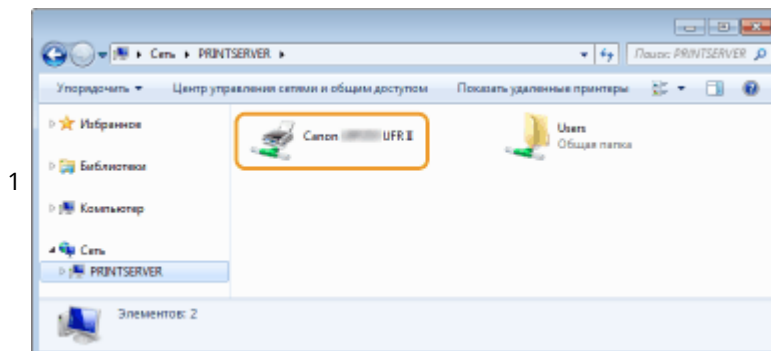 Сеть ▸ PRINTSERVER ▸
Поиск: PRINTSERVER
Упорядочить Центр управления сетями и общим доступом Показать удаленные принтеры
Избранное
Canon UFR II
Users
Общая папка
Библиотеки
1
Компьютер
Сеть
PRINTSERVER
Элементов: 2